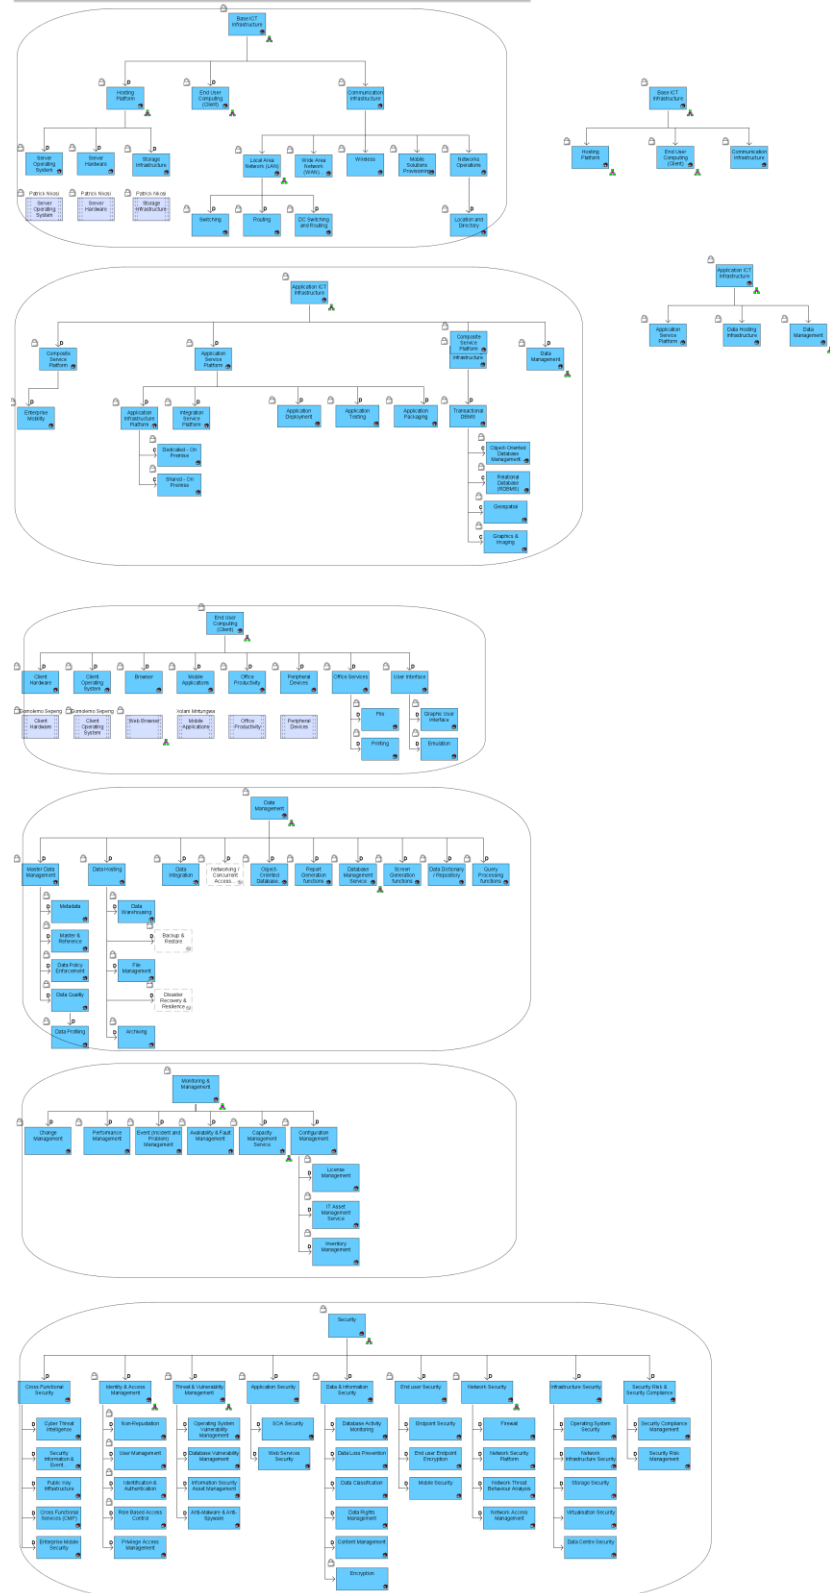 Base ICT
Infrastructure
Hosting
Platform
End User
Computing
(Client)
Communication
Infrastructure
Server
Operating
System
Server
Hardware
Storage
Infrastructure
Local Area
Network (LAN)
Wide Area
Network
(WAN)
Wireless
Mobile
Solutions
Provisioning
Networks
Operations
Patrick Nkosi
Patrick Nkosi
Patrick Nkosi
Server
Operating
System
Server
Hardware
Storage
Infrastructure
Switching
Routing
DC Switching
and Routing
Location and
Directory
Base ICT
Infrastructure
Hosting
Platform
End User
Computing
(Client)
Communication
Infrastructure
Application ICT
Infrastructure
Composite
Service
Platform
Application
Service
Platform
Composite
Service
Platform
Infrastructure
Data
Management
Enterprise
Mobility
Application
Infrastructure
Platform
Integration
Service
Platform
Application
Deployment
Application
Testing
Application
Packaging
Transactional
DBMS
Dedicated - On
Premise
Shared - On
Premise
Object-Oriented
Database
Management
Relational
Database
(RDBMS)
Geospatial
Graphics &
Imaging
Application ICT
Infrastructure
Application
Service
Platform
Data Hosting
Infrastructure
Data
Management
End User
Computing
(Client)
Client
Hardware
Client
Operating
System
Browser
Mobile
Applications
Office
Productivity
Peripheral
Devices
Office Services
User Interface
Client
Hardware
Client
Operating
System
Web Browser
Mobile
Applications
Office
Productivity
Peripheral
Devices
File
Printing
Graphic User
Interface
Emulation
Data
Management
Master Data
Management
Data Hosting
Data
Integration
Networking /
Concurrent
Access...
Object-
Oriented
Database...
Report
Generation
functions
Database
Management
Service
Screen
Generation
functions
Data Dictionary
/ Repository
Query
Processing
functions
Metadata
Master &
Reference
Data Policy
Enforcement
Data Quality
Data Profiling
Data
Warehousing
Backup &
Restore
File
Management
Disaster
Recovery &
Resilience
Archiving
Monitoring &
Management
Change
Management
Performance
Management
Event (Incident and
Problem)
Management
Availability & Fault
Management
Capacity
Management
Service
Configuration
Management
License
Management
IT Asset
Management
Service
Inventory
Management
Security
Cross Functional
Security
Identity & Access
Management
Threat & Vulnerability
Management
Application Security
Data & Information
Security
End user Security
Network Security
Infrastructure Security
Security Risk &
Security Compliance
Cyber Threat
Intelligence
Security
Information &
Event
Public Key
Infrastructure
Cross Functional
Services (CMP)
Enterprise Mobile
Security
Non-Repudiation
User Management
Identification &
Authentication
Role Based Access
Control
Privilege Access
Management
Operating System
Vulnerability
Management
Database Vulnerability
Management
Information Security
Asset Management
Anti-Malware & Anti-
Spyware
SOA Security
Web Services
Security
Database Activity
Monitoring
Data Loss Prevention
Data Classification
Data Rights
Management
Content Management
Encryption
Endpoint Security
End user Endpoint
Encryption
Mobile Security
Firewall
Network Security
Platform
Network Threat
Behaviour Analysis
Network Access
Management
Operating System
Security
Network
Infrastructure Security
Storage Security
Virtualisation Security
Data Centre Security
Security Compliance
Management
Security Risk
Management